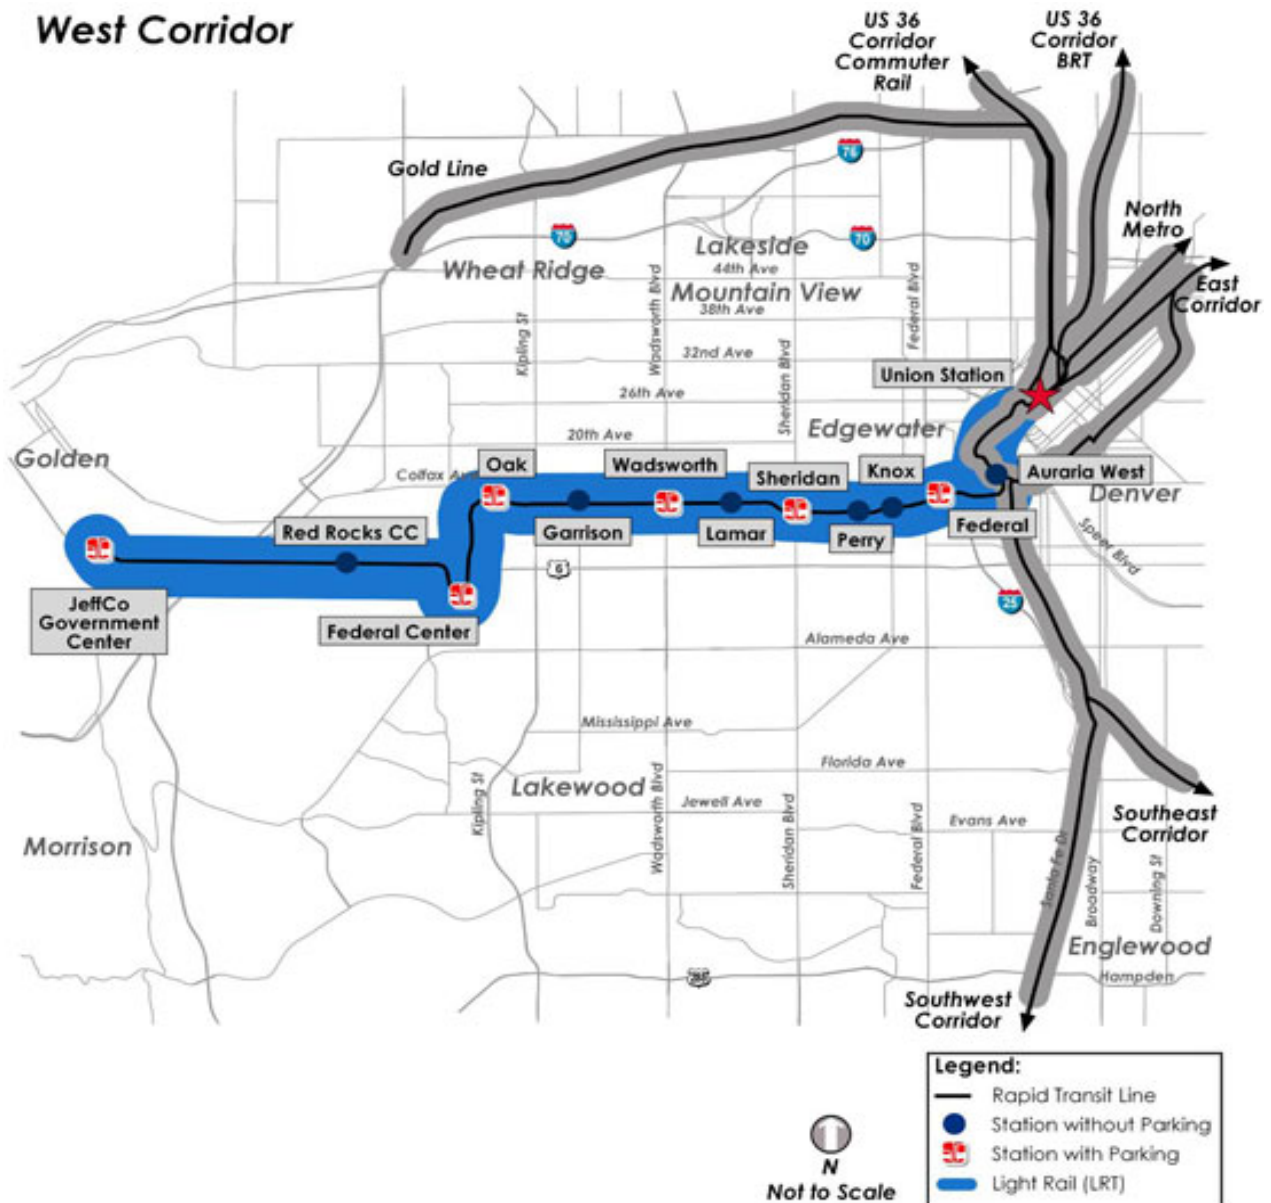 West Corridor
US 36
Corridor
Commuter
Rail
US 36
Corridor
BRT
Gold Line
76
North
Metro
70
70
Lakeside
Wheat Ridge
44th Ave
East
Corridor
Mountain View
38th Ave
Kipling St
Wadsworth Blvd
Sheridan Blvd
Federal Blvd
32nd Ave
Union Station
26th Ave
Edgewater
20th Ave
Golden
Colfax Ave
Oak
Wadsworth
Sheridan
Knox
Auraria West
Denver
Red Rocks CC
Garrison
Lamar
Perry
Federal
Speer Blvd
6
25
JeffCo
Government
Center
Federal Center
Alameda Ave
Mississippi Ave
Florida Ave
Lakewood
Kipling St
Wadsworth Blvd
Jewell Ave
Sheridan Blvd
Federal Blvd
Evans Ave
Southeast
Corridor
Morrison
Santa Fe Dr
Broadway
Downing St
Englewood
Hampden
285
Southwest
Corridor
Legend:
Rapid Transit Line
Station without Parking
Station with Parking
Light Rail (LRT)
N
Not to Scale